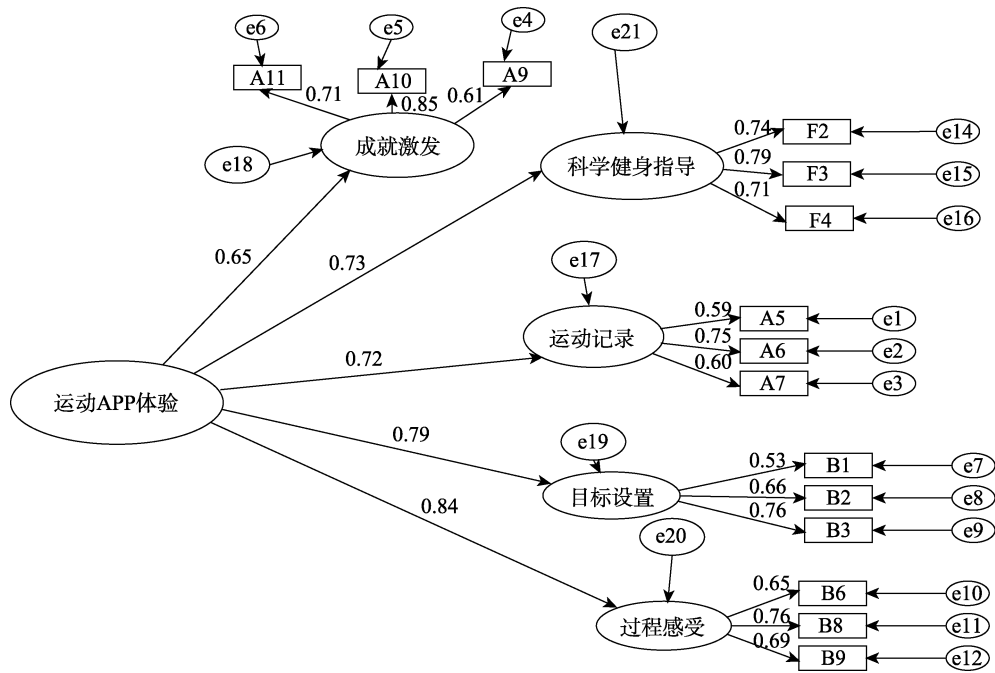 e6
e5
e4
e21
A11
A10
A9
0.71
0.85
0.61
成就激发
e18
科学健身指导
0.74
F2
e14
0.79
F3
e15
0.71
F4
e16
0.65
0.73
e17
运动记录
0.59
A5
e1
0.75
A6
e2
0.60
A7
e3
0.72
运动APP体验
0.79
e19
目标设置
0.53
B1
e7
0.66
B2
e8
0.76
B3
e9
0.84
e20
过程感受
0.65
B6
e10
0.76
B8
e11
0.69
B9
e12